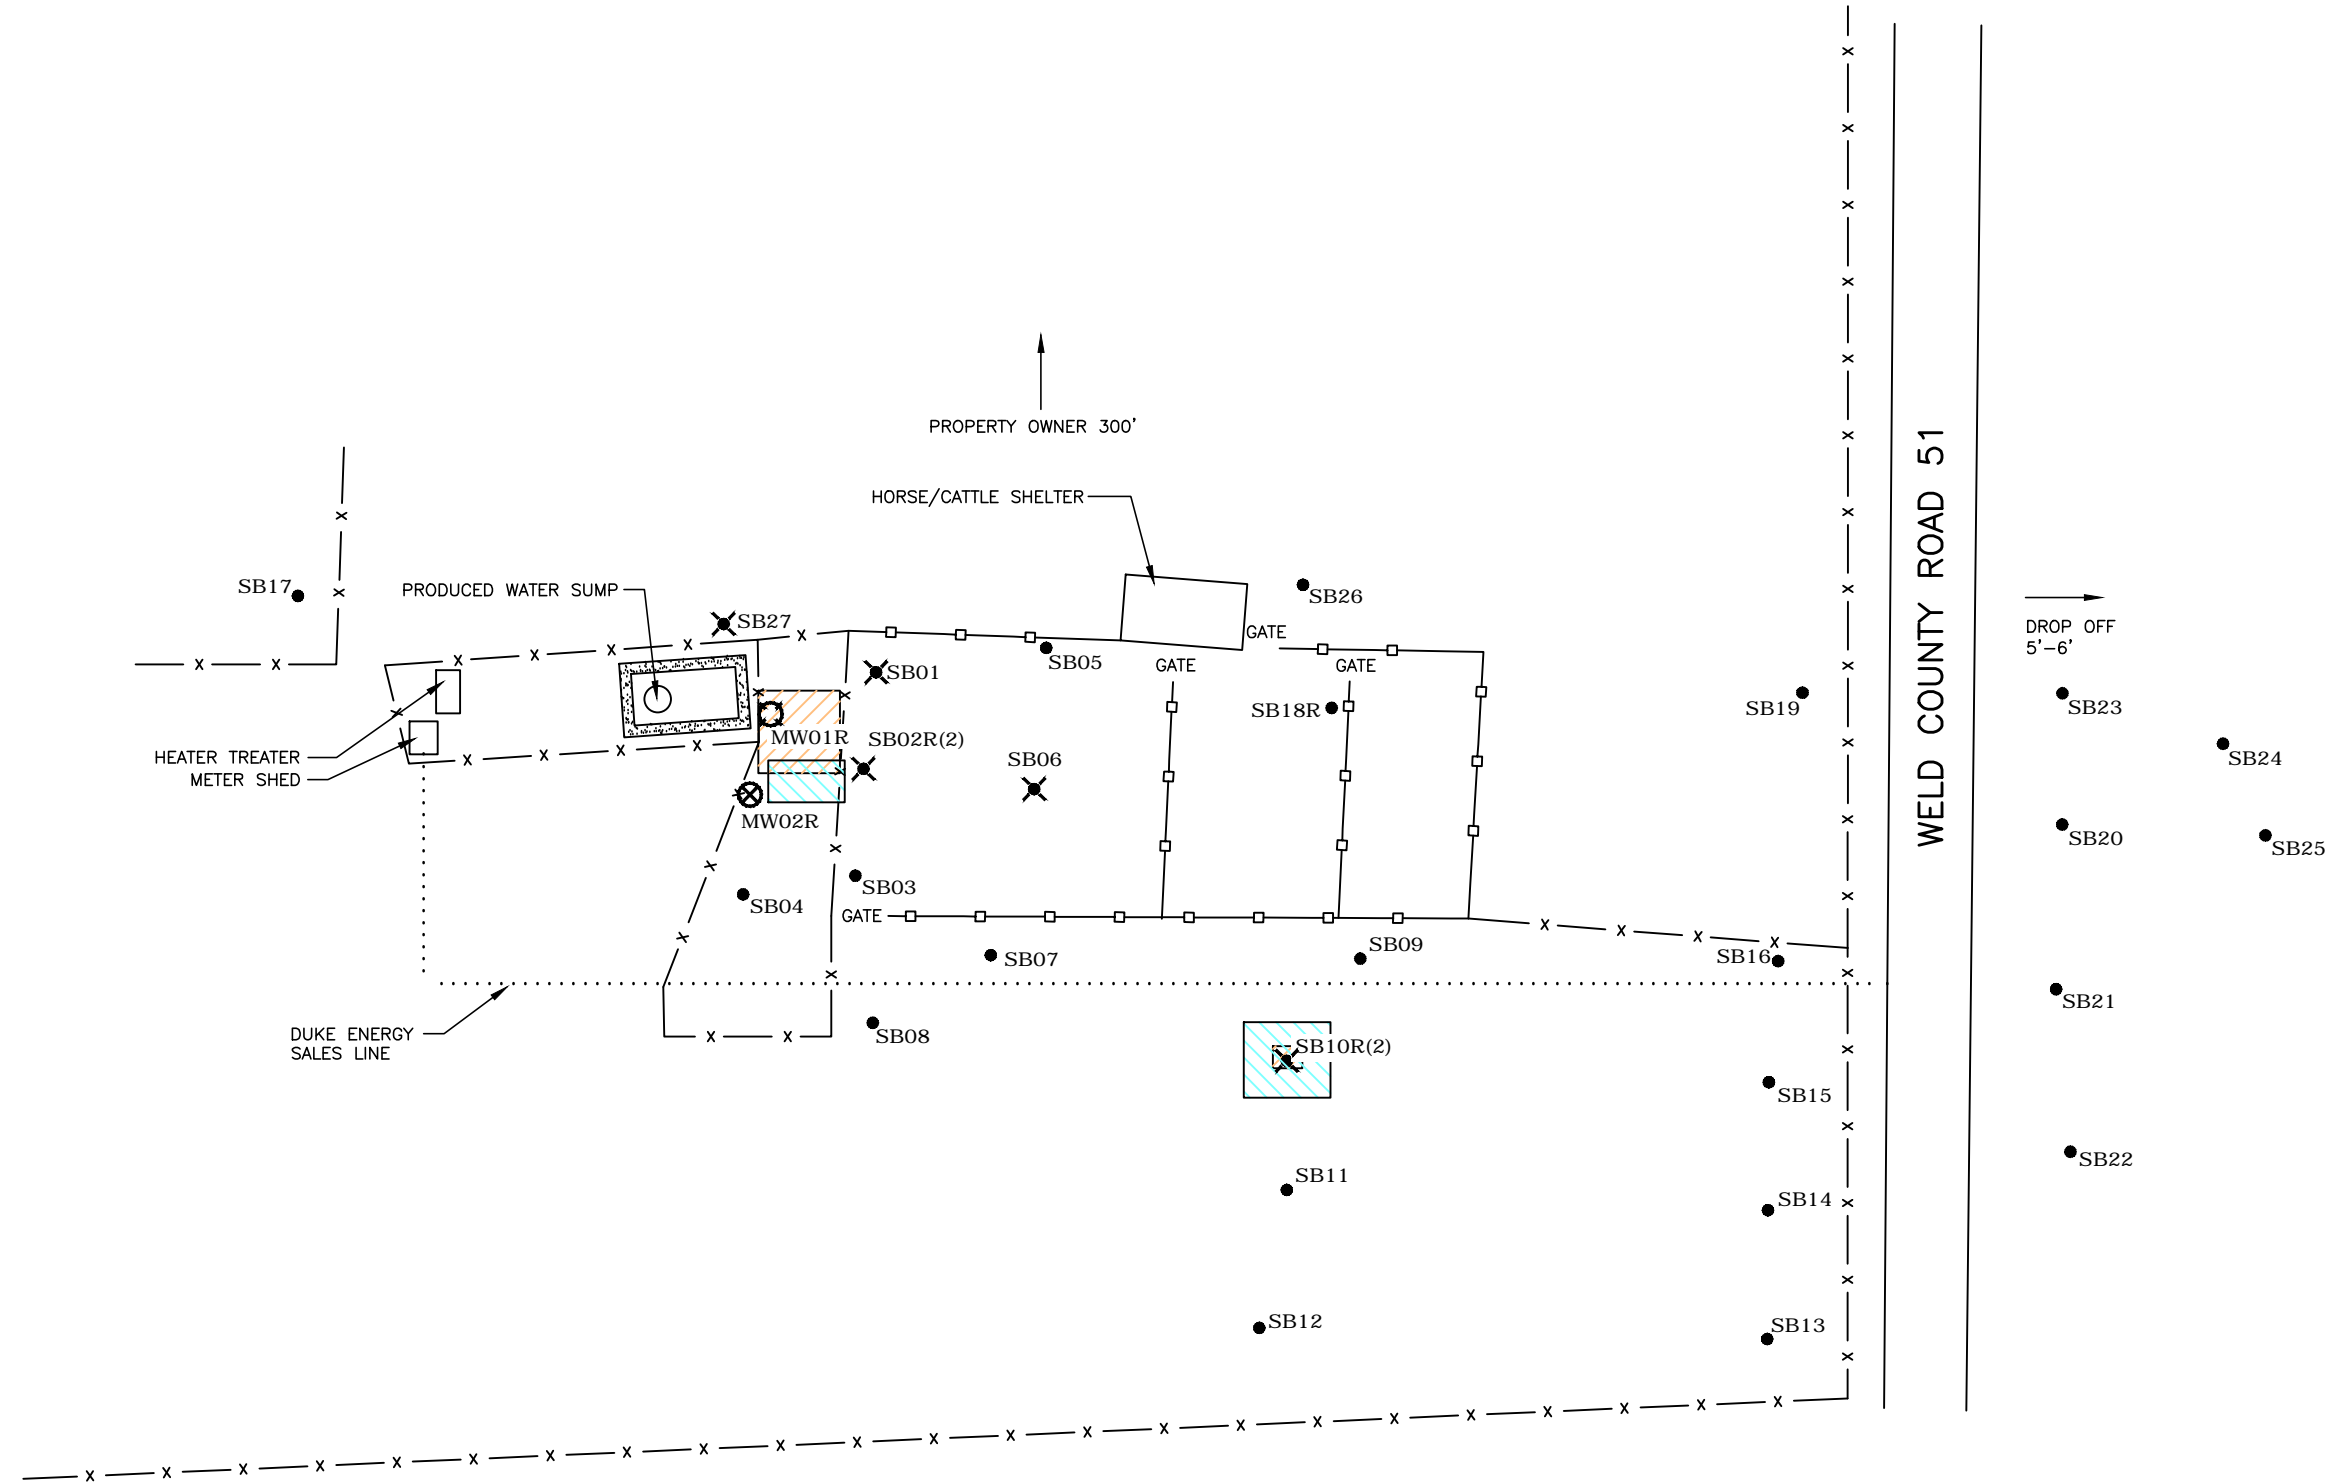 PROPERTY OWNER 300'
WELD COUNTY ROAD 51
HORSE/CATTLE SHELTER
SB17
PRODUCED WATER SUMP
SB26
SB27
DROP OFF
5'-6'
GATE
SB05
GATE
GATE
SB01
SB18R
SB19
SB23
MW01R
SB02R(2)
HEATER TREATER
METER SHED
SB06
SB24
MW02R
SB20
SB25
SB03
SB04
GATE
SB07
SB09
SB16
SB21
DUKE ENERGY
SALES LINE
SB08
SB10R(2)
SB15
SB22
SB11
SB14
SB12
SB13